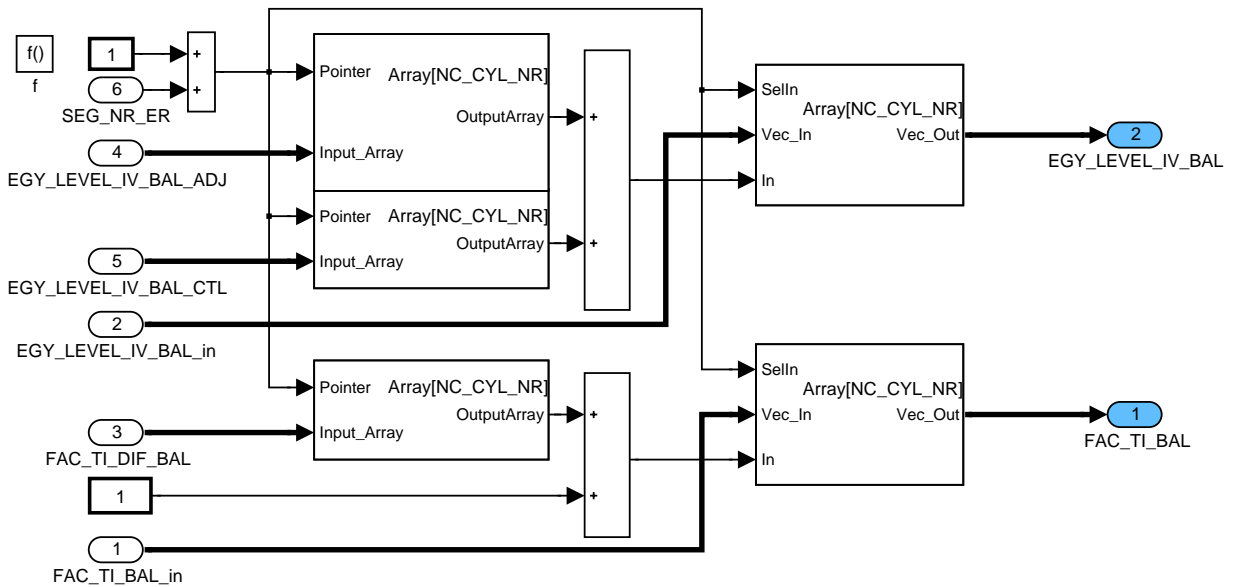 f()
f
1
+
6
+
SEG_NR_ER
4
EGY_LEVEL_IV_BAL_ADJ
5
EGY_LEVEL_IV_BAL_CTL
2
EGY_LEVEL_IV_BAL_in
Pointer
Array[NC_CYL_NR]
OutputArray
Input_Array
Pointer
Array[NC_CYL_NR]
OutputArray
Input_Array
+
+
SelIn
Array[NC_CYL_NR]
Vec_In
Vec_Out
In
2
EGY_LEVEL_IV_BAL
3
FAC_TI_DIF_BAL
1
1
FAC_TI_BAL_in
Pointer
Array[NC_CYL_NR]
OutputArray
Input_Array
+
+
SelIn
Array[NC_CYL_NR]
Vec_In
Vec_Out
In
1
FAC_TI_BAL